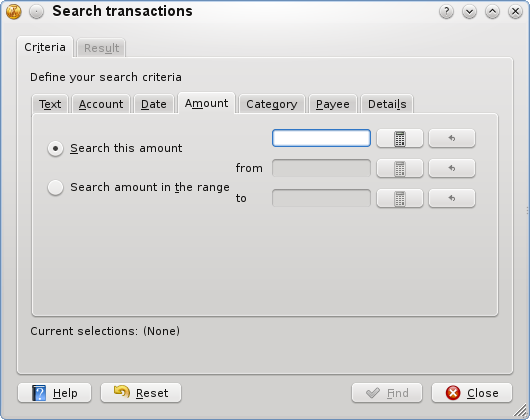 Search transactions
Criteria Result
Define your search criteria
Text Account Date Amount Category Payee Details
Search this amount
from
Search amount in the range
to
Current selections: (None)
Help Reset Find Close